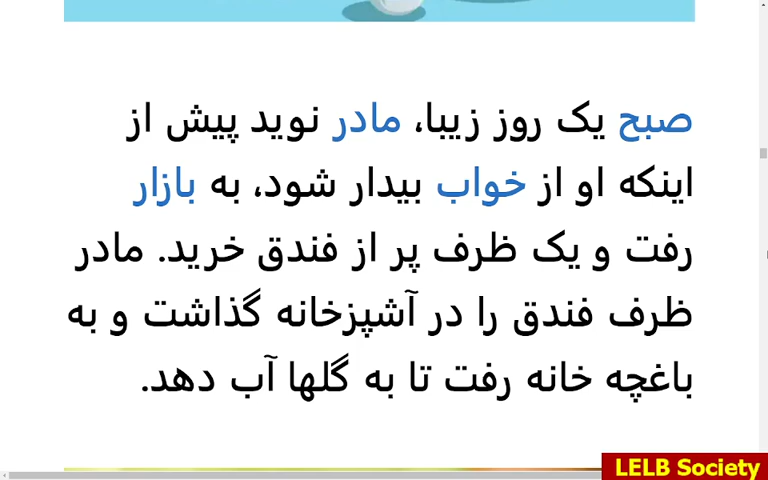 صبح یک روز زیبا، مادر نوید پیش از
اینکه او از خواب بیدار شود، به بازار
رفت و یک ظرف پر از فندق خرید. مادر
ظرف فندق را در آشپزخانه گذاشت و به
باغچه خانه رفت تا به گلها آب دهد.
LELB Society